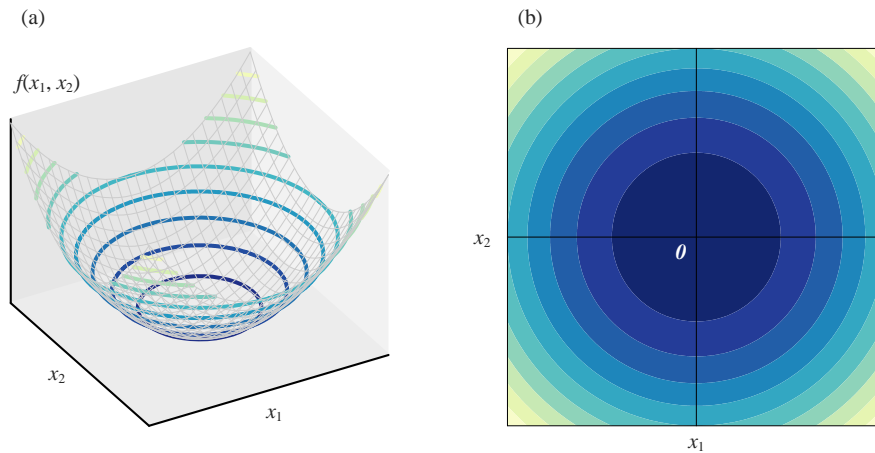 (a)
f(x₁, x₂)
x₂
x₁
(b)
x₂
0
x₁